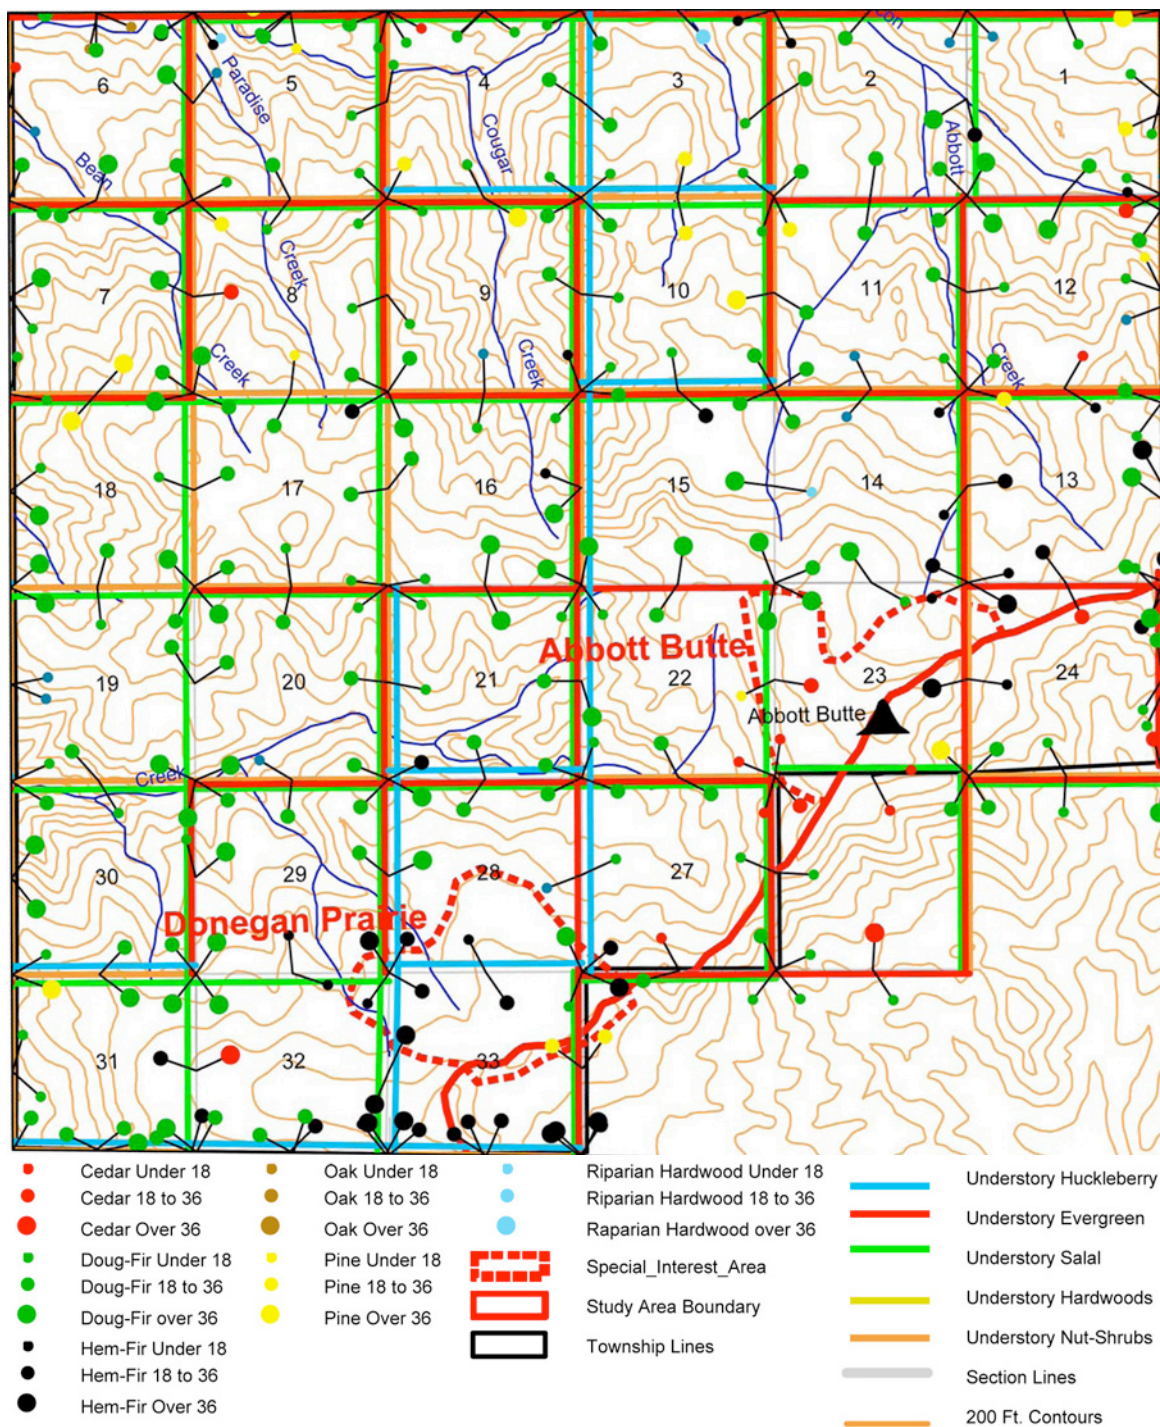 con
6
5
4
3
2
1
Paradise
Cougar
Abbott
Bean
7
Creek
8
9
10
11
12
Creek
Creek
Creek
18
17
16
15
14
13
Abbott Butte
19
20
21
22
23
24
Abbott Butte
Creek
30
29
28
27
Donegan Prairie
31
32
33
Cedar Under 18
Cedar 18 to 36
Cedar Over 36
Doug-Fir Under 18
Doug-Fir 18 to 36
Doug-Fir over 36
Hem-Fir Under 18
Hem-Fir 18 to 36
Hem-Fir Over 36
Oak Under 18
Oak 18 to 36
Oak Over 36
Pine Under 18
Pine 18 to 36
Pine Over 36
Riparian Hardwood Under 18
Riparian Hardwood 18 to 36
Raparian Hardwood over 36
Special_Interest_Area
Study Area Boundary
Township Lines
Understory Huckleberry
Understory Evergreen
Understory Salal
Understory Hardwoods
Understory Nut-Shrubs
Section Lines
200 Ft. Contours